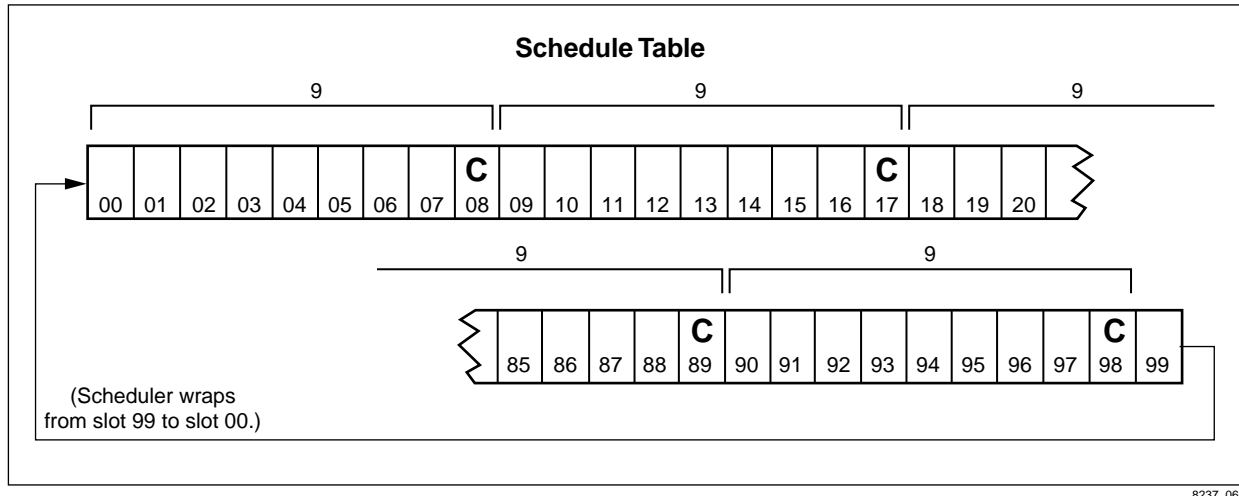 Schedule Table
9 9 9
C C
00 01 02 03 04 05 06 07 08 09 10 11 12 13 14 15 16 17 18 19 20
9 9
C C
85 86 87 88 89 90 91 92 93 94 95 96 97 98 99
(Scheduler wraps
from slot 99 to slot 00.)
8237_06